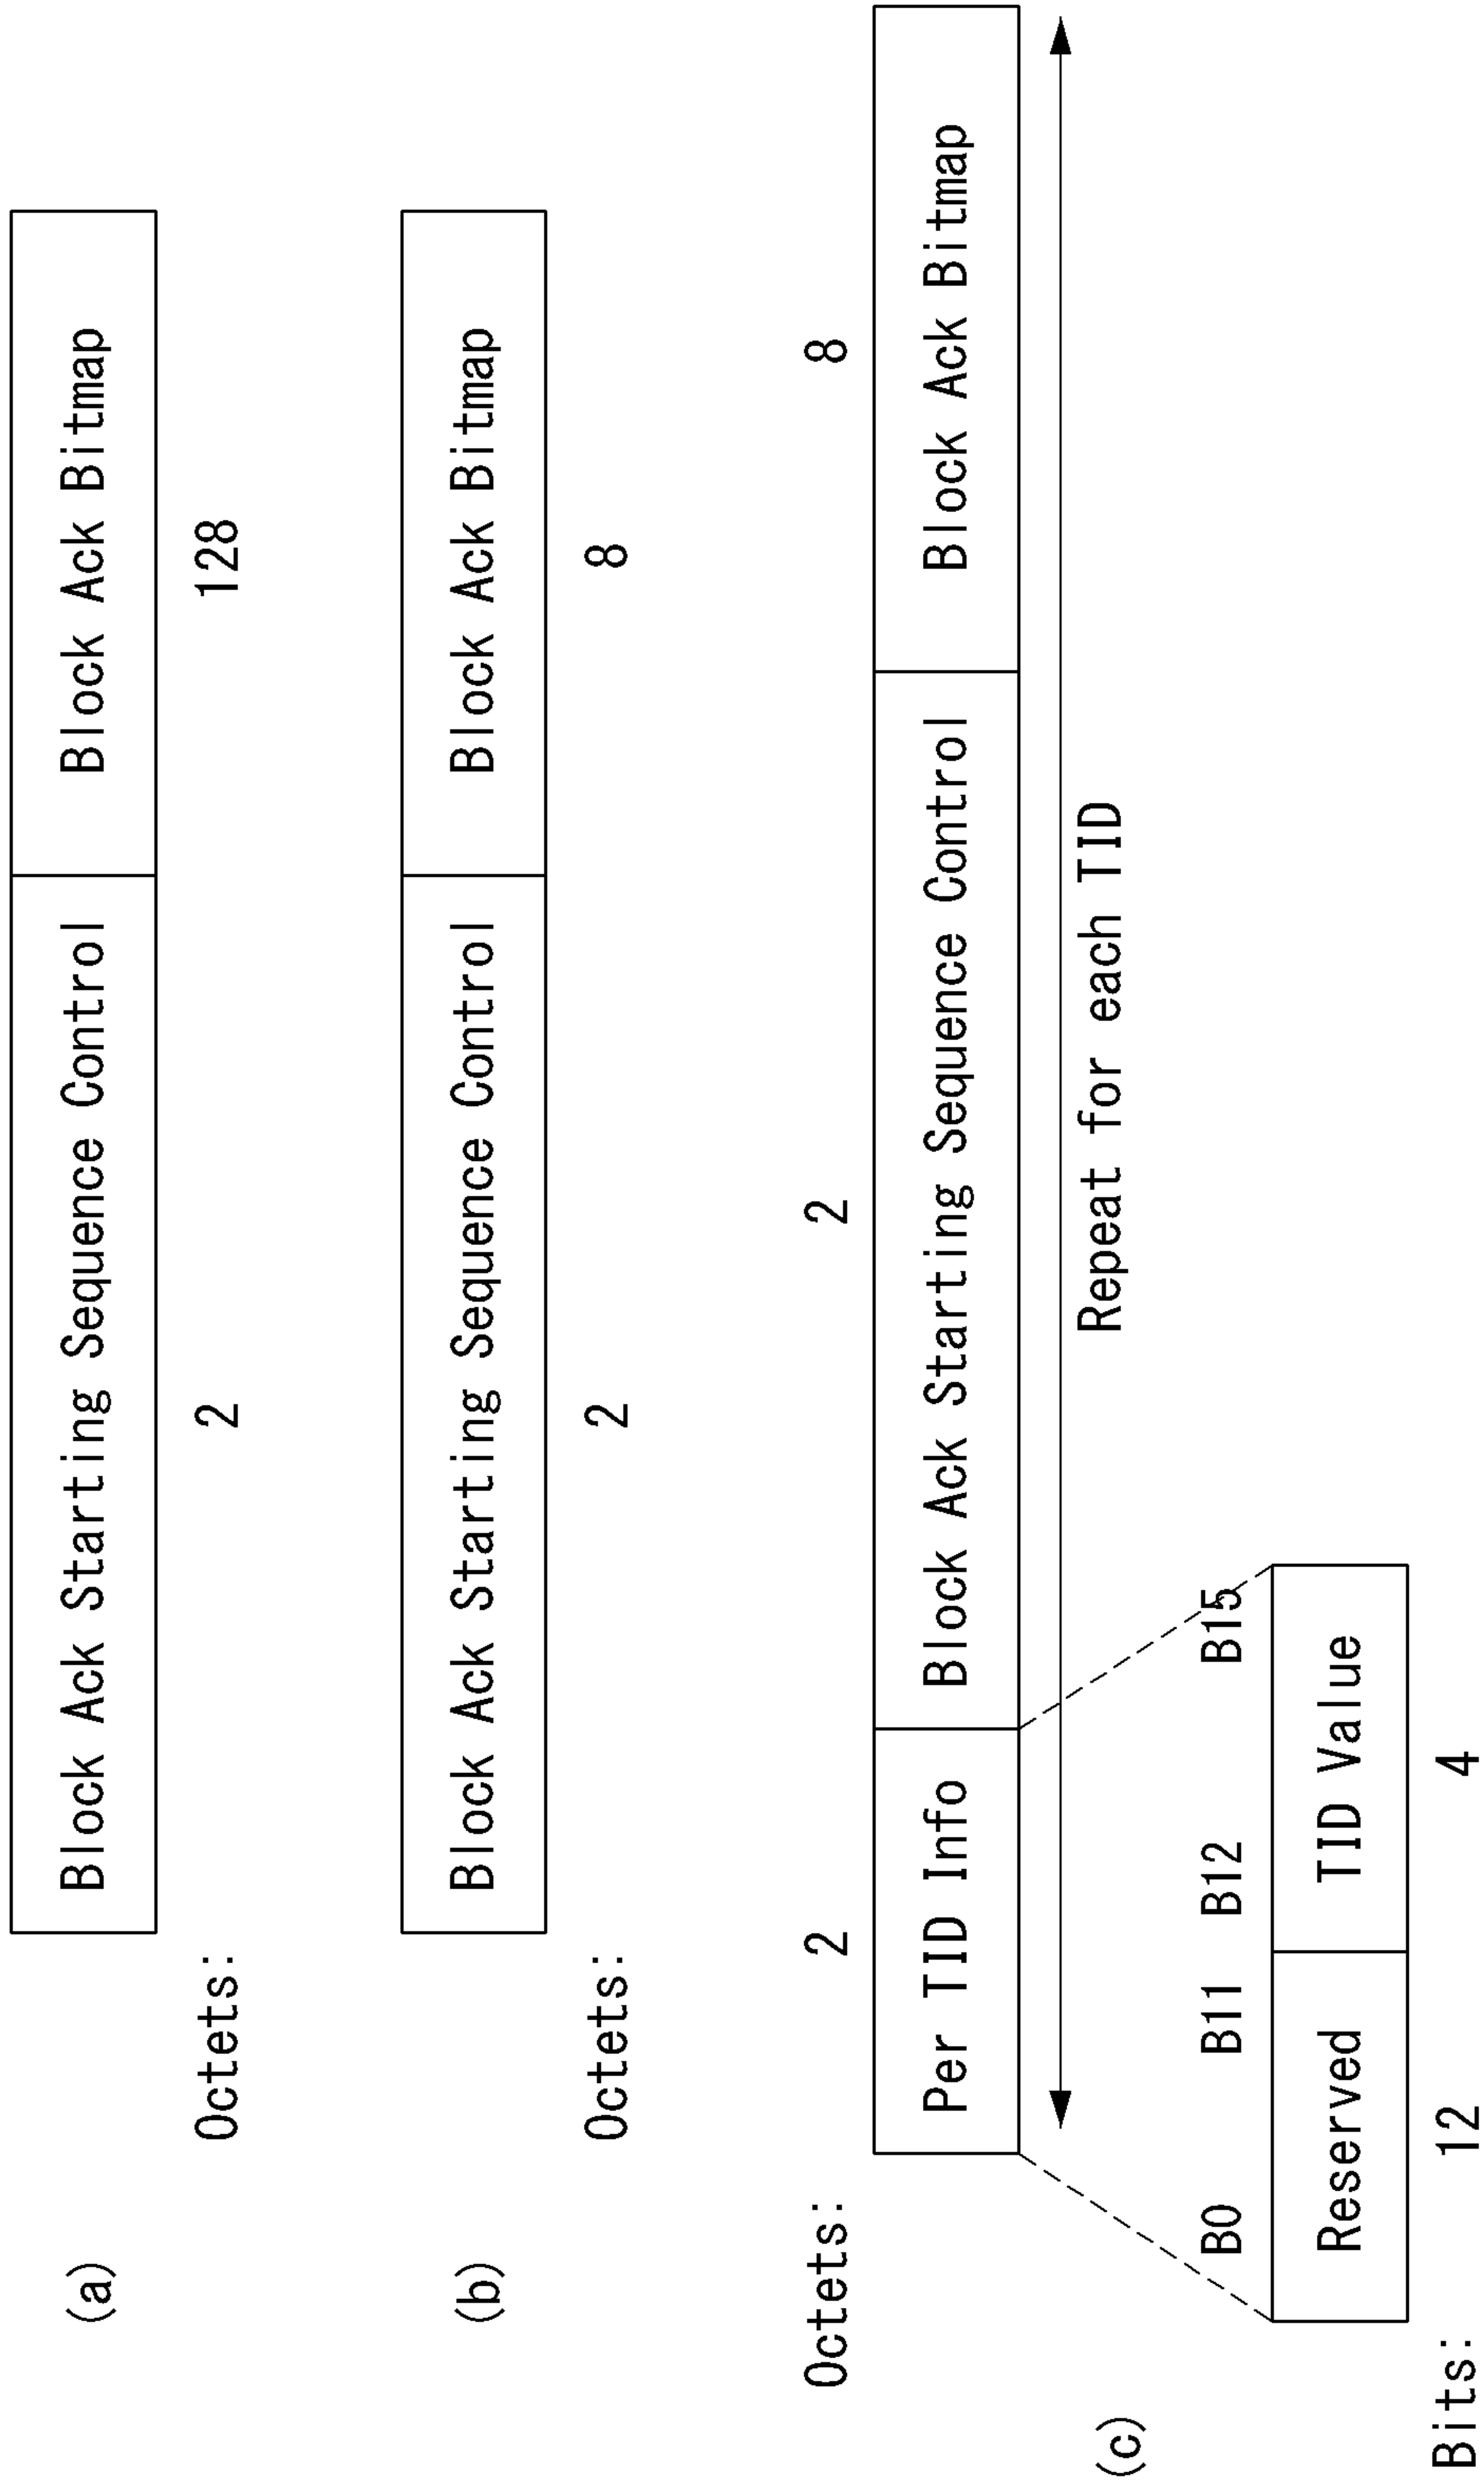 (a)
Block Ack Starting Sequence Control Block Ack Bitmap
Octets: 2 128
(b)
Block Ack Starting Sequence Control Block Ack Bitmap
Octets: 2 8
Octets: 2 2 8
Per TID Info Block Ack Starting Sequence Control Block Ack Bitmap
(c)
Repeat for each TID
B0 B11 B12 B15
Reserved TID Value
Bits: 12 4